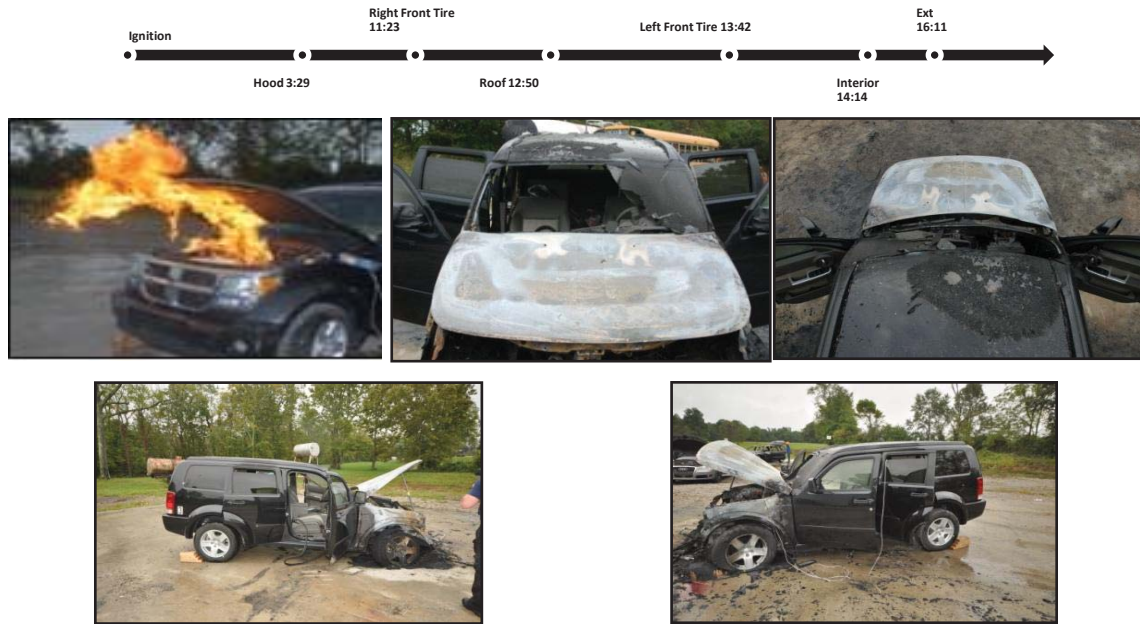 Ignition
Right Front Tire
11:23
Left Front Tire 13:42
Ext
16:11
Hood 3:29
Roof 12:50
Interior
14:14